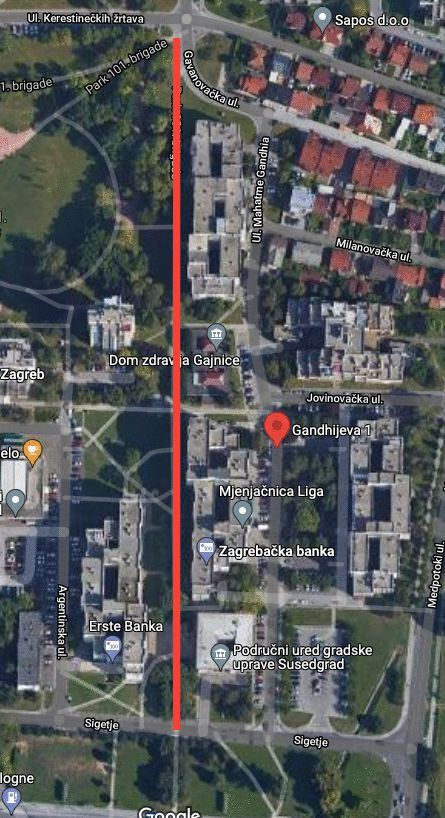 Ul. Kerestinečkih žrtava
Sapos d.o.o
Park 101. brigade
1. brigade
Gavanovačka ul.
Ul. Mahatme Gandhia
Milanovačka ul.
Dom zdravlja Gajnice
Zagreb
Jovinovačka ul.
Gandhijeva 1
elo
Mjenjačnica Liga
Zagrebačka banka
Medpotoki ul.
Argentinska ul.
Erste Banka
Područni ured gradske
uprave Susedgrad
Sigetje
Sigetje
logne
Google